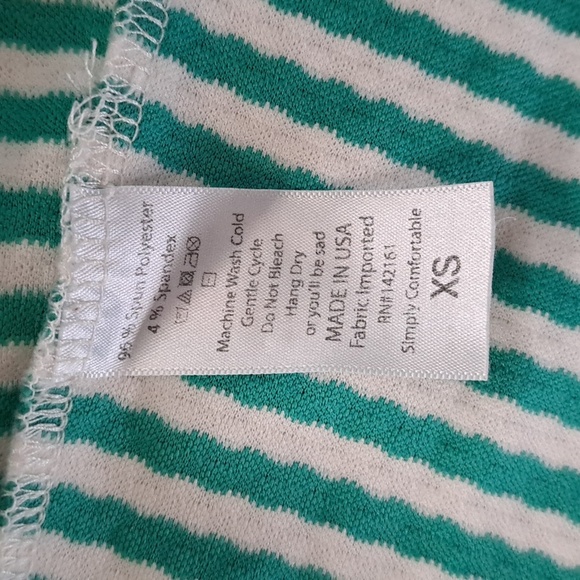 96 % Spun Polyester
4 % Spandex
Machine Wash Cold
Gentle Cycle
Do Not Bleach
Hang Dry
or you'll be sad
MADE IN USA
Fabric Imported
RN#142161
Simply Comfortable
XS